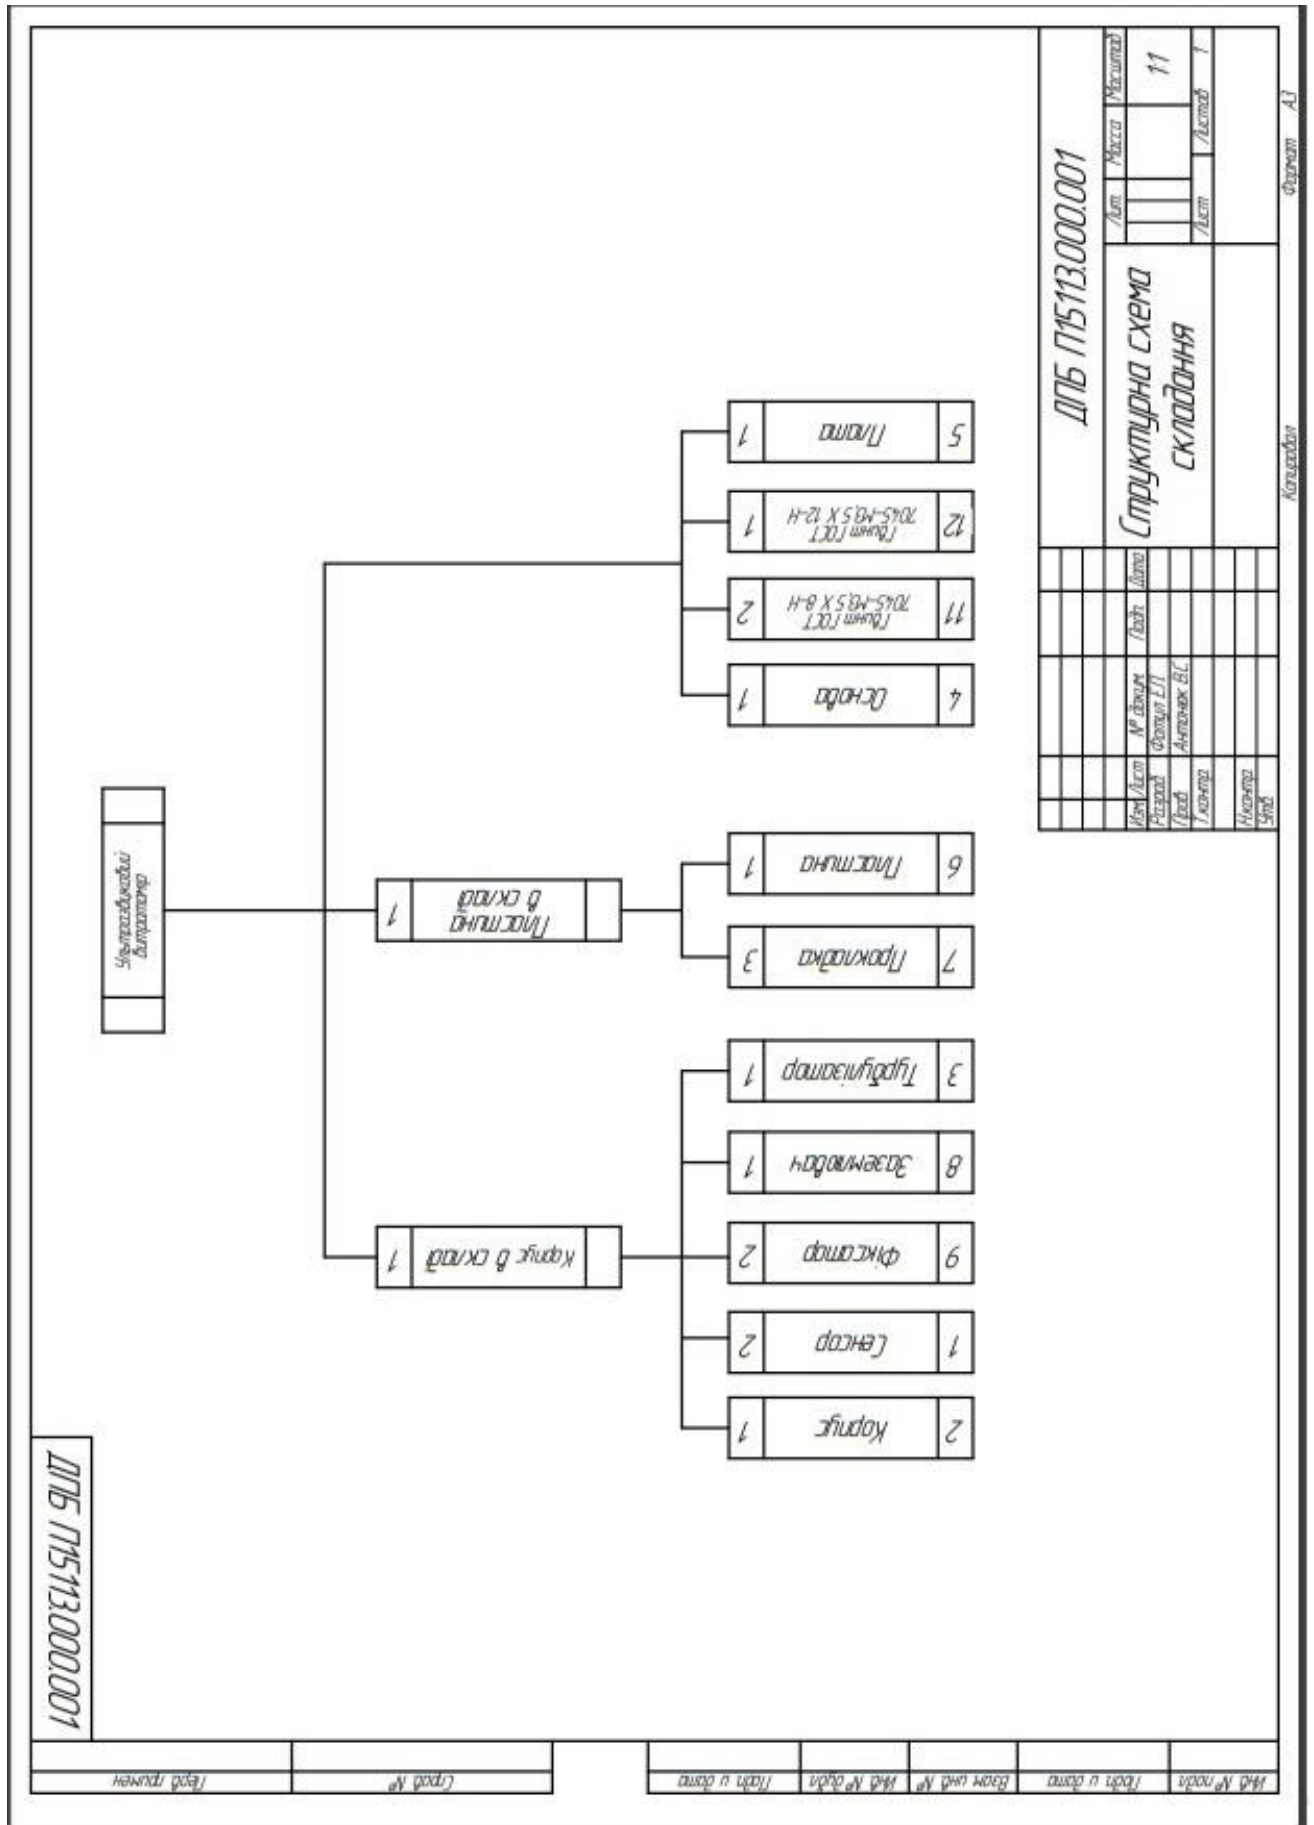 ДПБ П15113.000.001
Ультразвуковий
витратомір
Корпус в складі
1
Пластина
в складі
1
2
Корпус
1
1
Сенсор
2
9
Фіксатор
2
8
Заземлювач
1
3
Турбулізатор
1
7
Прокладка
3
6
Пластина
1
4
Основа
1
11
Гвинт ГОСТ
7045-М3,5 X 8-Н
2
12
Гвинт ГОСТ
7045-М3,5 X 12-Н
1
5
Плата
1
Перв. примен.
Справ. №
Подп. и дата
Инв. № дубл.
Взам. инв. №
Подп. и дата
Инв. № подл.
ДПБ П15113.000.001
Изм. Лист № докум. Подп. Дата
Разраб.
Пров. Антонюк В.С.
Т.контр.
Н.контр.
Утв.
Структурна схема
складання
Лит. Масса Масштаб
1:1
Лист Листов 1
Копировал Формат А3